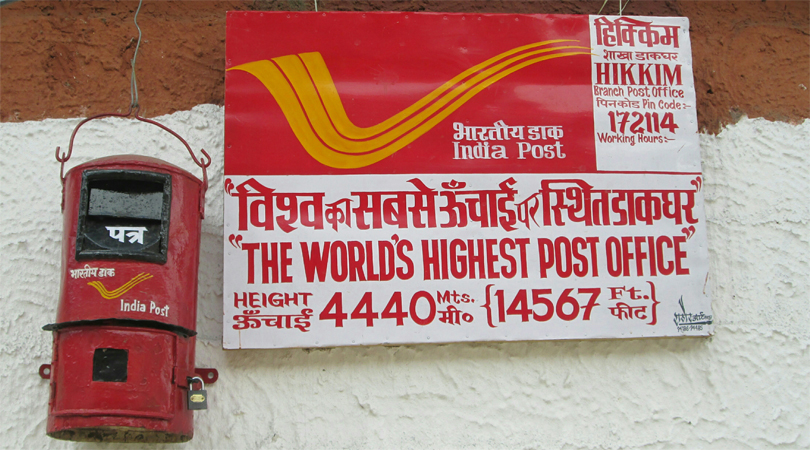 हिक्किम
शाखा डाकघर
HIKKIM
Branch Post Office
पिनकोड Pin Code:-
172114
Working Hours:-
भारतीय डाक
India Post
"विश्व का सबसे ऊँचाई पर स्थित डाकघर"
"THE WORLD'S HIGHEST POST OFFICE"
HEIGHT 4440 Mts. {14567 Ft.}
ऊँचाई मी० फीट
पत्र
भारतीय डाक
India Post